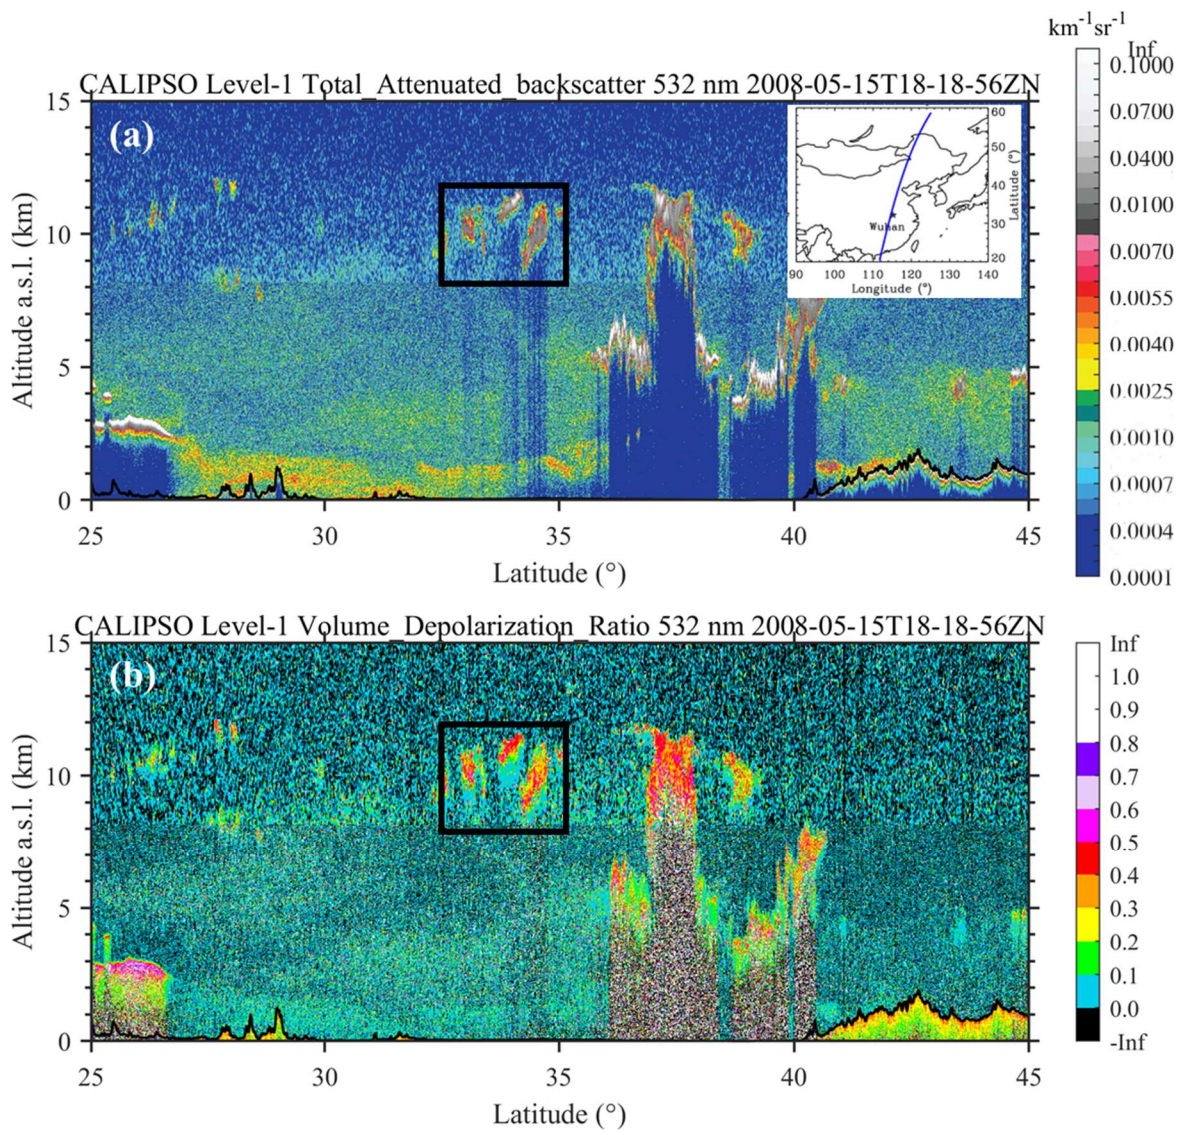 km⁻¹sr⁻¹
CALIPSO Level-1 Total_Attenuated_backscatter 532 nm 2008-05-15T18-18-56ZN
Inf
0.1000
0.0700
0.0400
0.0100
0.0070
0.0055
0.0040
0.0025
0.0010
0.0007
0.0004
0.0001
(a)
15
10
5
0
Altitude a.s.l. (km)
25 30 35 40 45
Latitude (°)
60
50
40
30
20
Latitude (°)
Wuhan
90 100 110 120 130 140
Longitude (°)
CALIPSO Level-1 Volume_Depolarization_Ratio 532 nm 2008-05-15T18-18-56ZN
(b)
15
10
5
0
Altitude a.s.l. (km)
25 30 35 40 45
Latitude (°)
Inf
1.0
0.9
0.8
0.7
0.6
0.5
0.4
0.3
0.2
0.1
0.0
-Inf